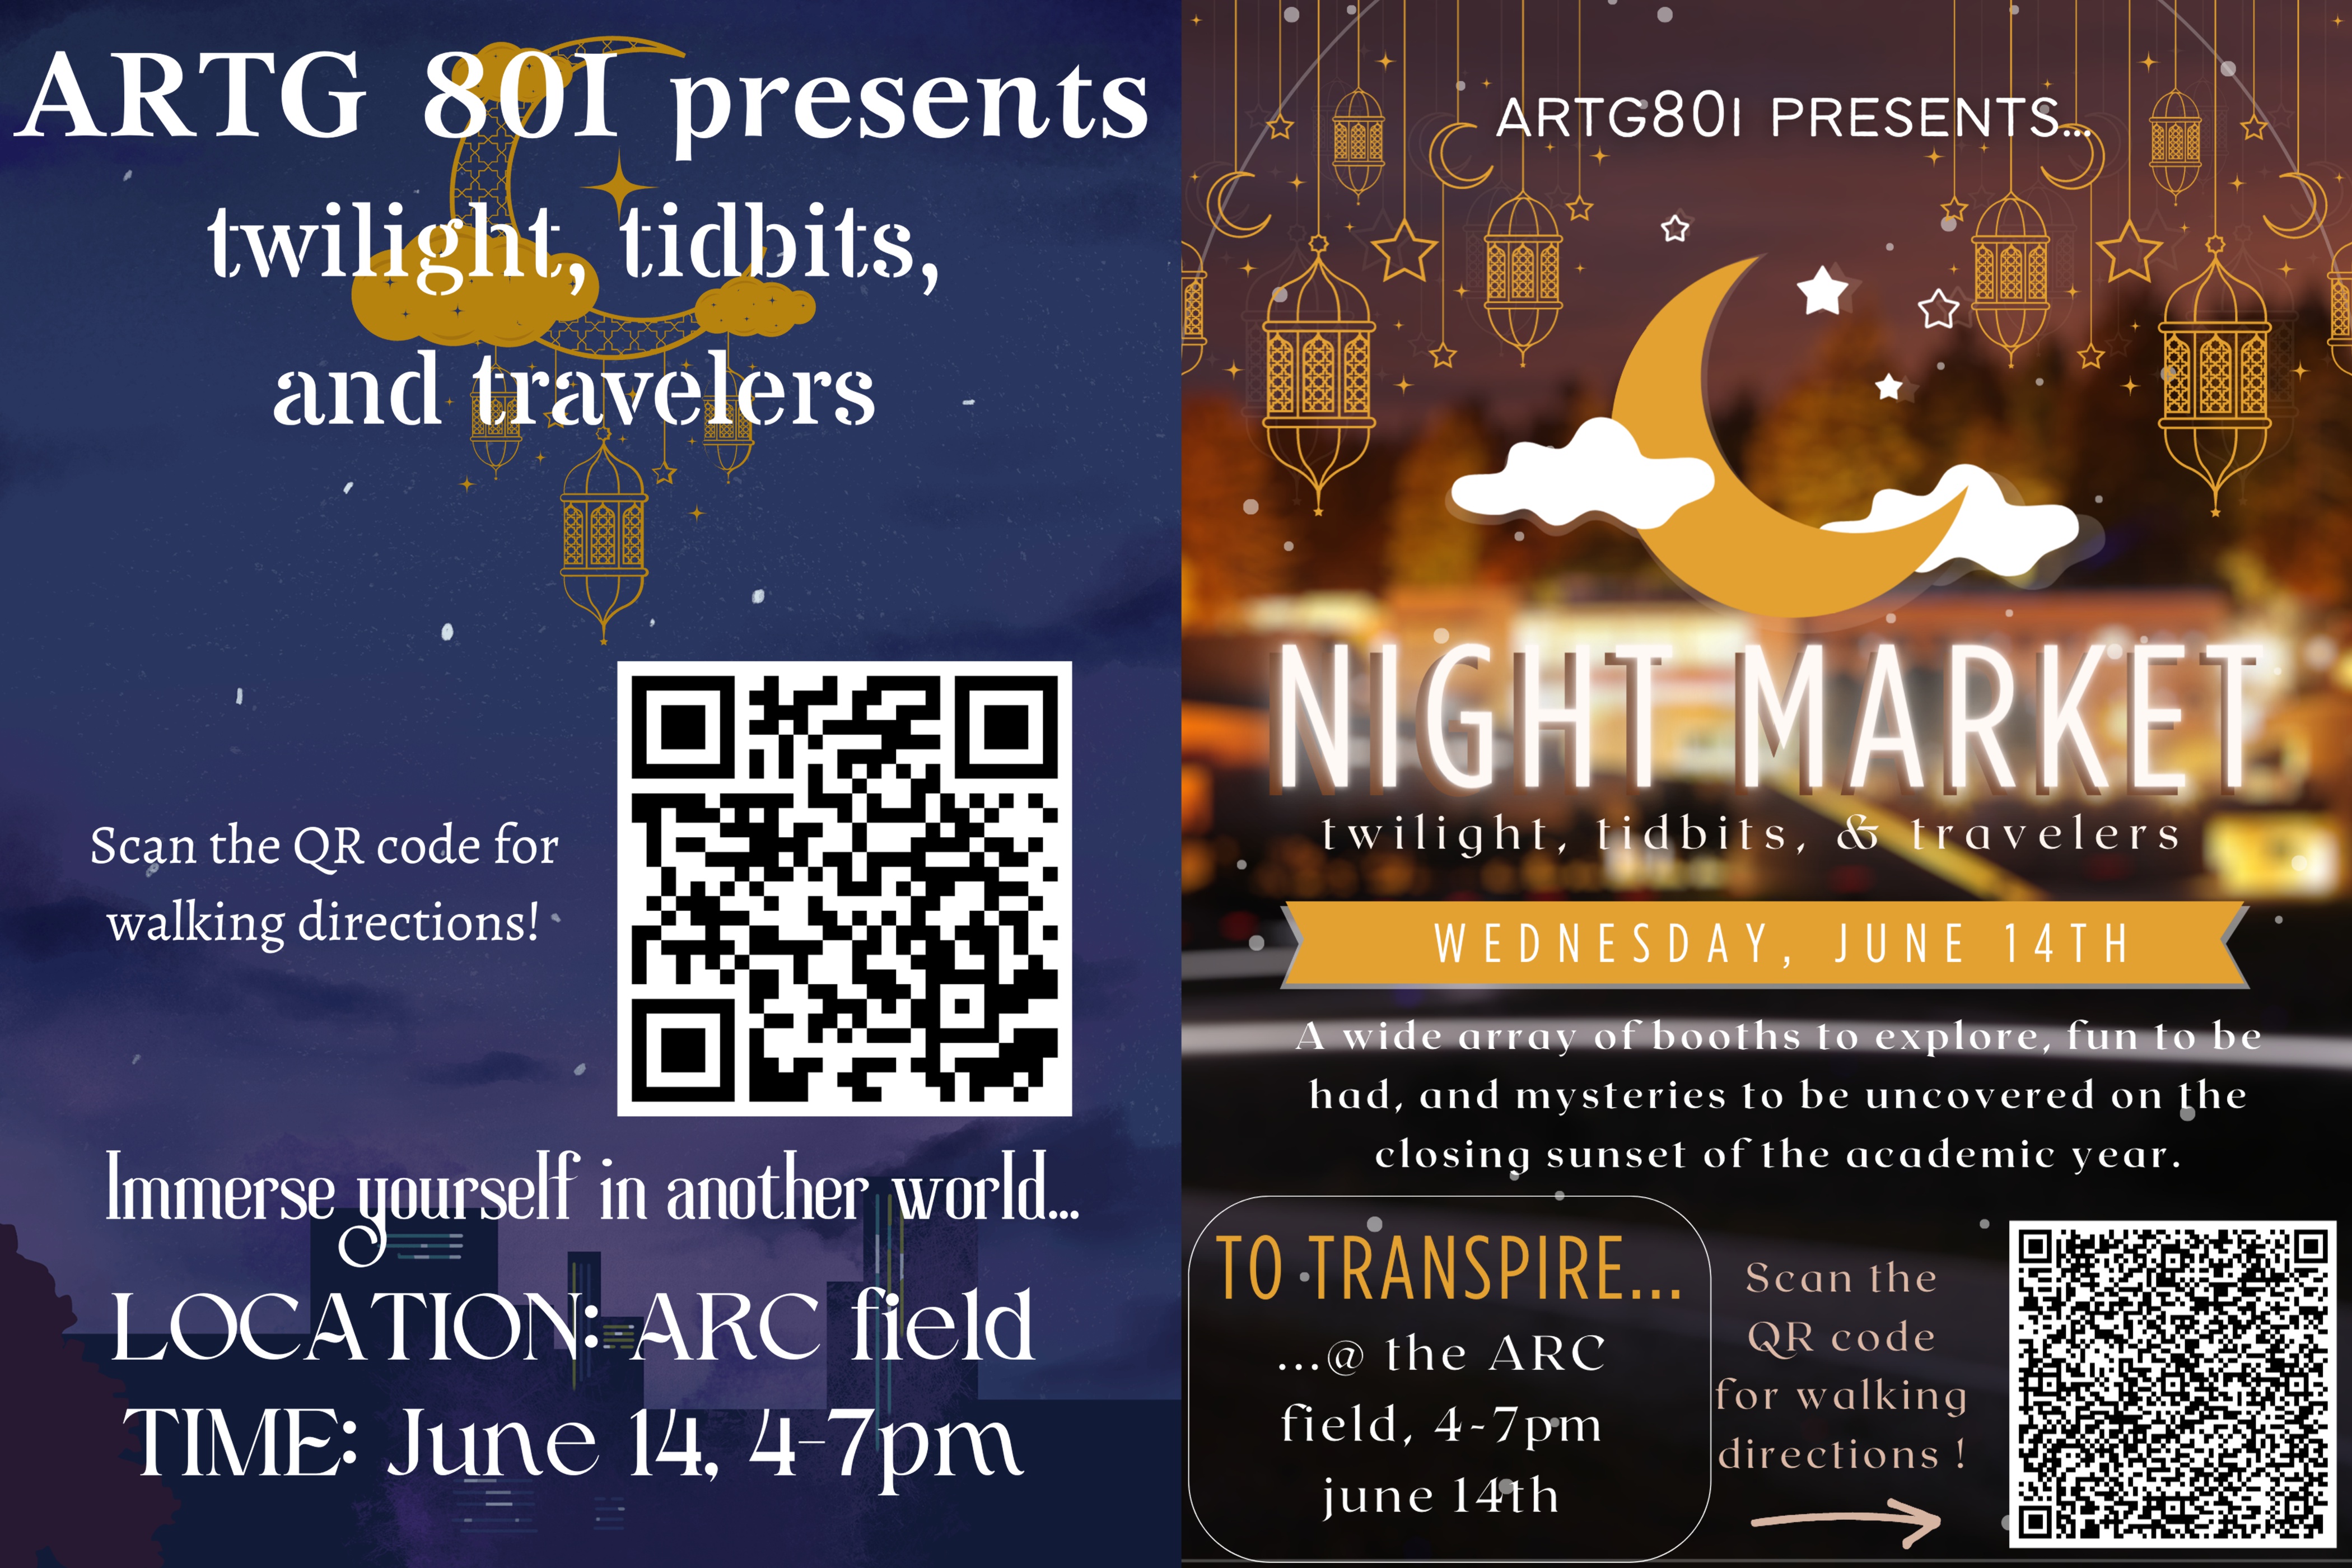 ARTG 80I presents
twilight, tidbits,
and travelers
Scan the QR code for
walking directions!
Immerse yourself in another world...
LOCATION: ARC field
TIME: June 14, 4-7pm
ARTG80I PRESENTS...
NIGHT MARKET
twilight, tidbits, & travelers
WEDNESDAY, JUNE 14TH
A wide array of booths to explore, fun to be
had, and mysteries to be uncovered on the
closing sunset of the academic year.
TO TRANSPIRE...
...@ the ARC
field, 4-7pm
june 14th
Scan the
QR code
for walking
directions !